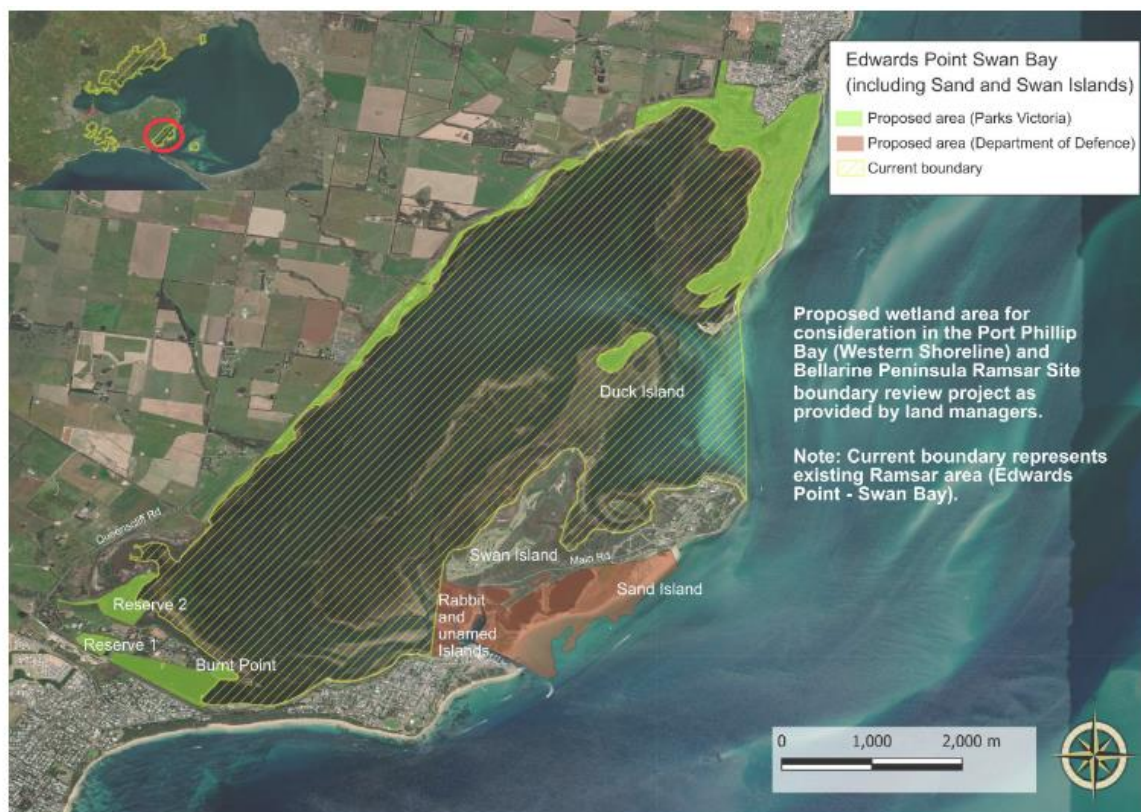 Edwards Point Swan Bay
(including Sand and Swan Islands)
Proposed area (Parks Victoria)
Proposed area (Department of Defence)
Current boundary
Proposed wetland area for
consideration in the Port Phillip
Bay (Western Shoreline) and
Bellarine Peninsula Ramsar Site
boundary review project as
provided by land managers.
Note: Current boundary represents
existing Ramsar area (Edwards
Point - Swan Bay).
Duck Island
Queenscliff Rd
Swan Island
Main Rd
Sand Island
Rabbit
and
unamed
Islands
Reserve 2
Reserve 1
Burnt Point
0 1,000 2,000 m